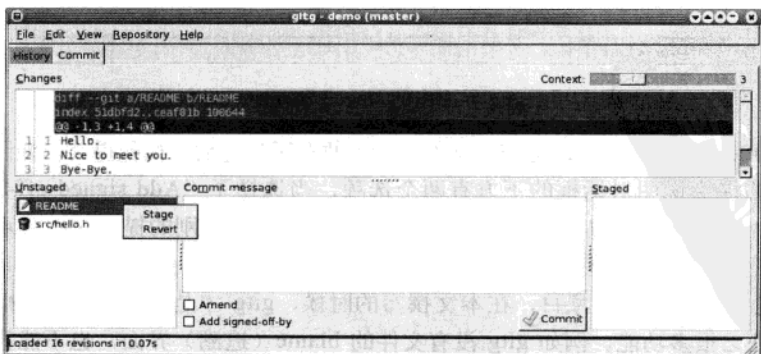 gitg - demo (master)
File Edit View Repository Help
History Commit
Changes Context: 3
diff --git a/README b/README
index 51dbfd2..ceaf01b 100644
@@ -1,3 +1,4 @@
1 1 Hello.
2 2 Nice to meet you.
3 3 Bye-Bye.
Unstaged Commit message Staged
README
Stage
src/hello.h
Revert
Amend
Add signed-off-by
Commit
Loaded 16 revisions in 0.07s